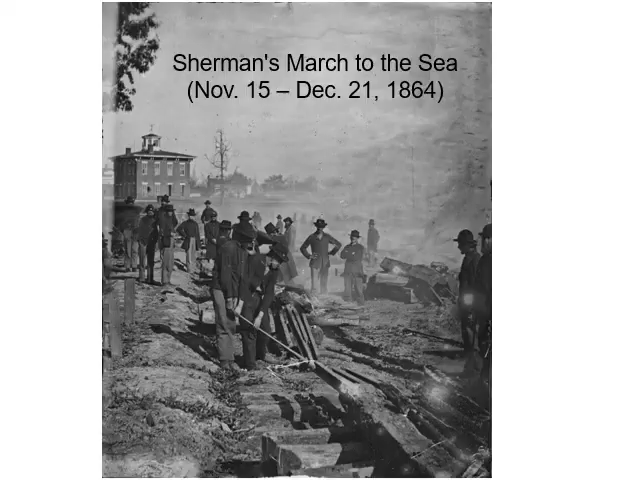 Sherman's March to the Sea
(Nov. 15 – Dec. 21, 1864)